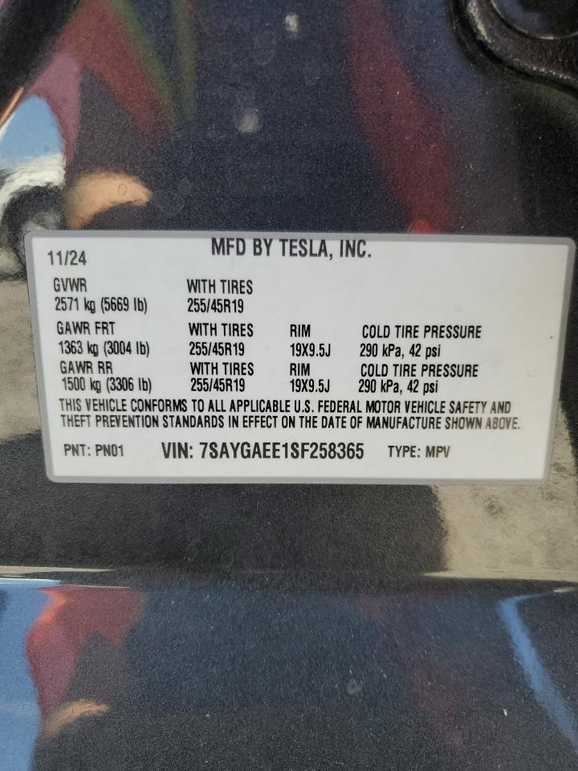 MFD BY TESLA, INC.
11/24
GVWR WITH TIRES
2571 kg (5669 lb) 255/45R19
GAWR FRT WITH TIRES RIM COLD TIRE PRESSURE
1363 kg (3004 lb) 255/45R19 19X9.5J 290 kPa, 42 psi
GAWR RR WITH TIRES RIM COLD TIRE PRESSURE
1500 kg (3306 lb) 255/45R19 19X9.5J 290 kPa, 42 psi
THIS VEHICLE CONFORMS TO ALL APPLICABLE U.S. FEDERAL MOTOR VEHICLE SAFETY AND
THEFT PREVENTION STANDARDS IN EFFECT ON THE DATE OF MANUFACTURE SHOWN ABOVE.
PNT: PN01 VIN: 7SAYGAEE1SF258365 TYPE: MPV